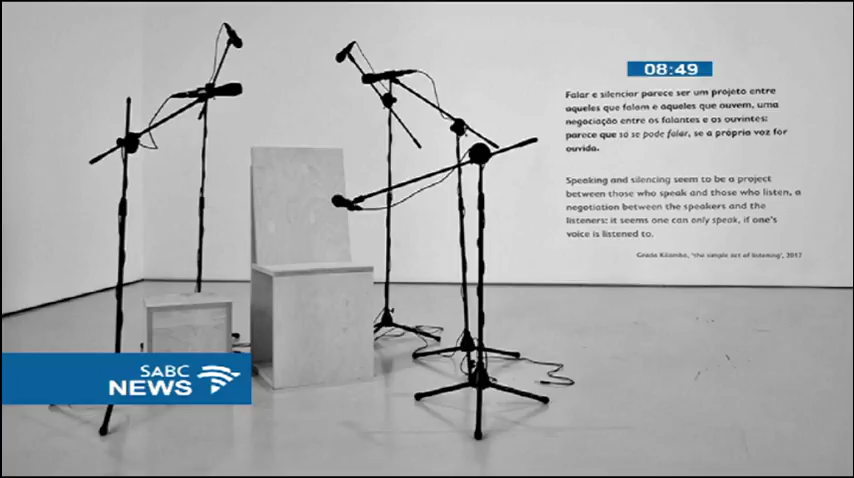 08:49
Falar e silenciar parece ser um projeto entre
aqueles que falam e aqueles que ouvem, uma
negociação entre os falantes e os ouvintes:
parece que só se pode falar, se a própria voz for
ouvida.
Speaking and silencing seem to be a project
between those who speak and those who listen, a
negotiation between the speakers and the
listeners: it seems one can only speak, if one's
voice is listened to.
Grada Kilomba, 'the simple act of listening', 2017
SABC
NEWS